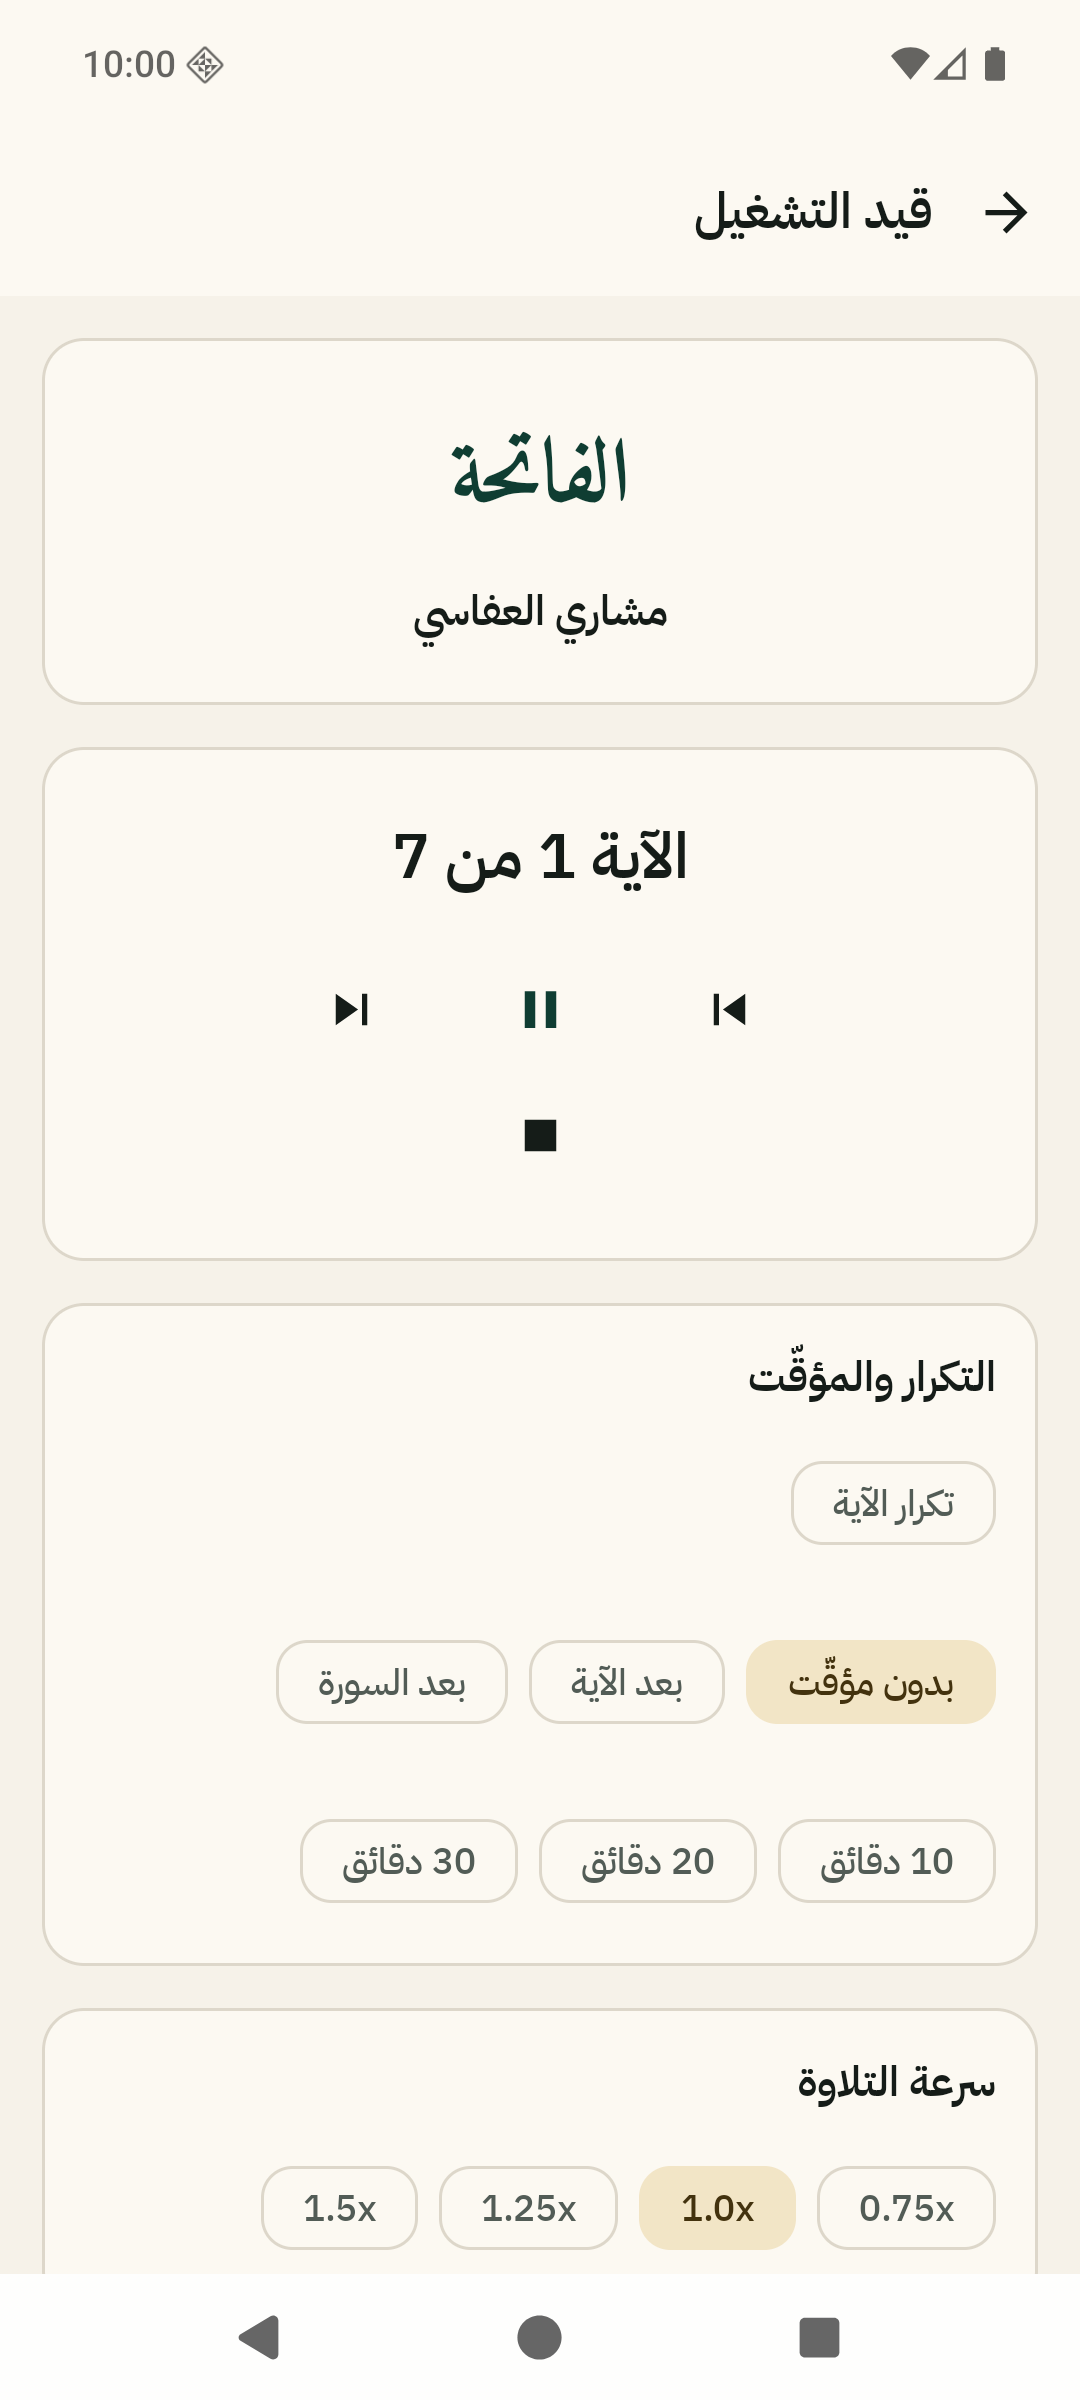 10:00
قيد التشغيل
الفاتحة
مشاري العفاسي
الآية 1 من 7
التكرار والمؤقّت
تكرار الآية
بدون مؤقّت بعد الآية بعد السورة
10 دقائق 20 دقائق 30 دقائق
سرعة التلاوة
0.75x 1.0x 1.25x 1.5x